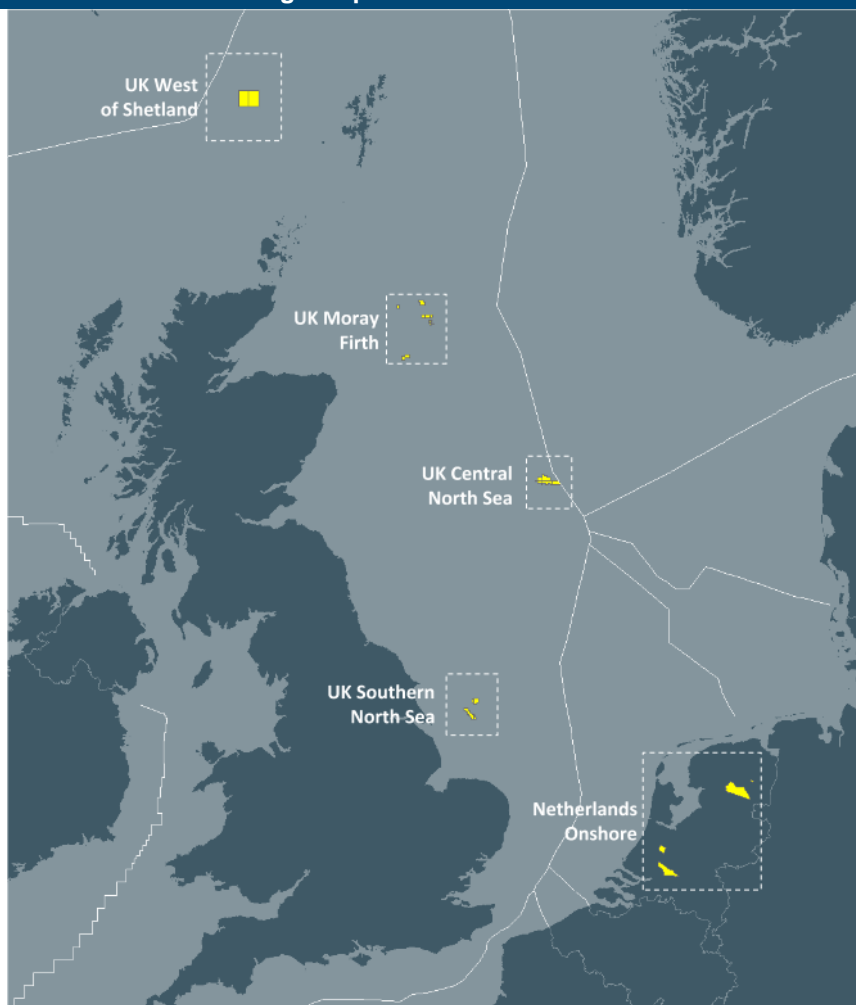 UK West
of Shetland
UK Moray
Firth
UK Central
North Sea
UK Southern
North Sea
Netherlands
Onshore